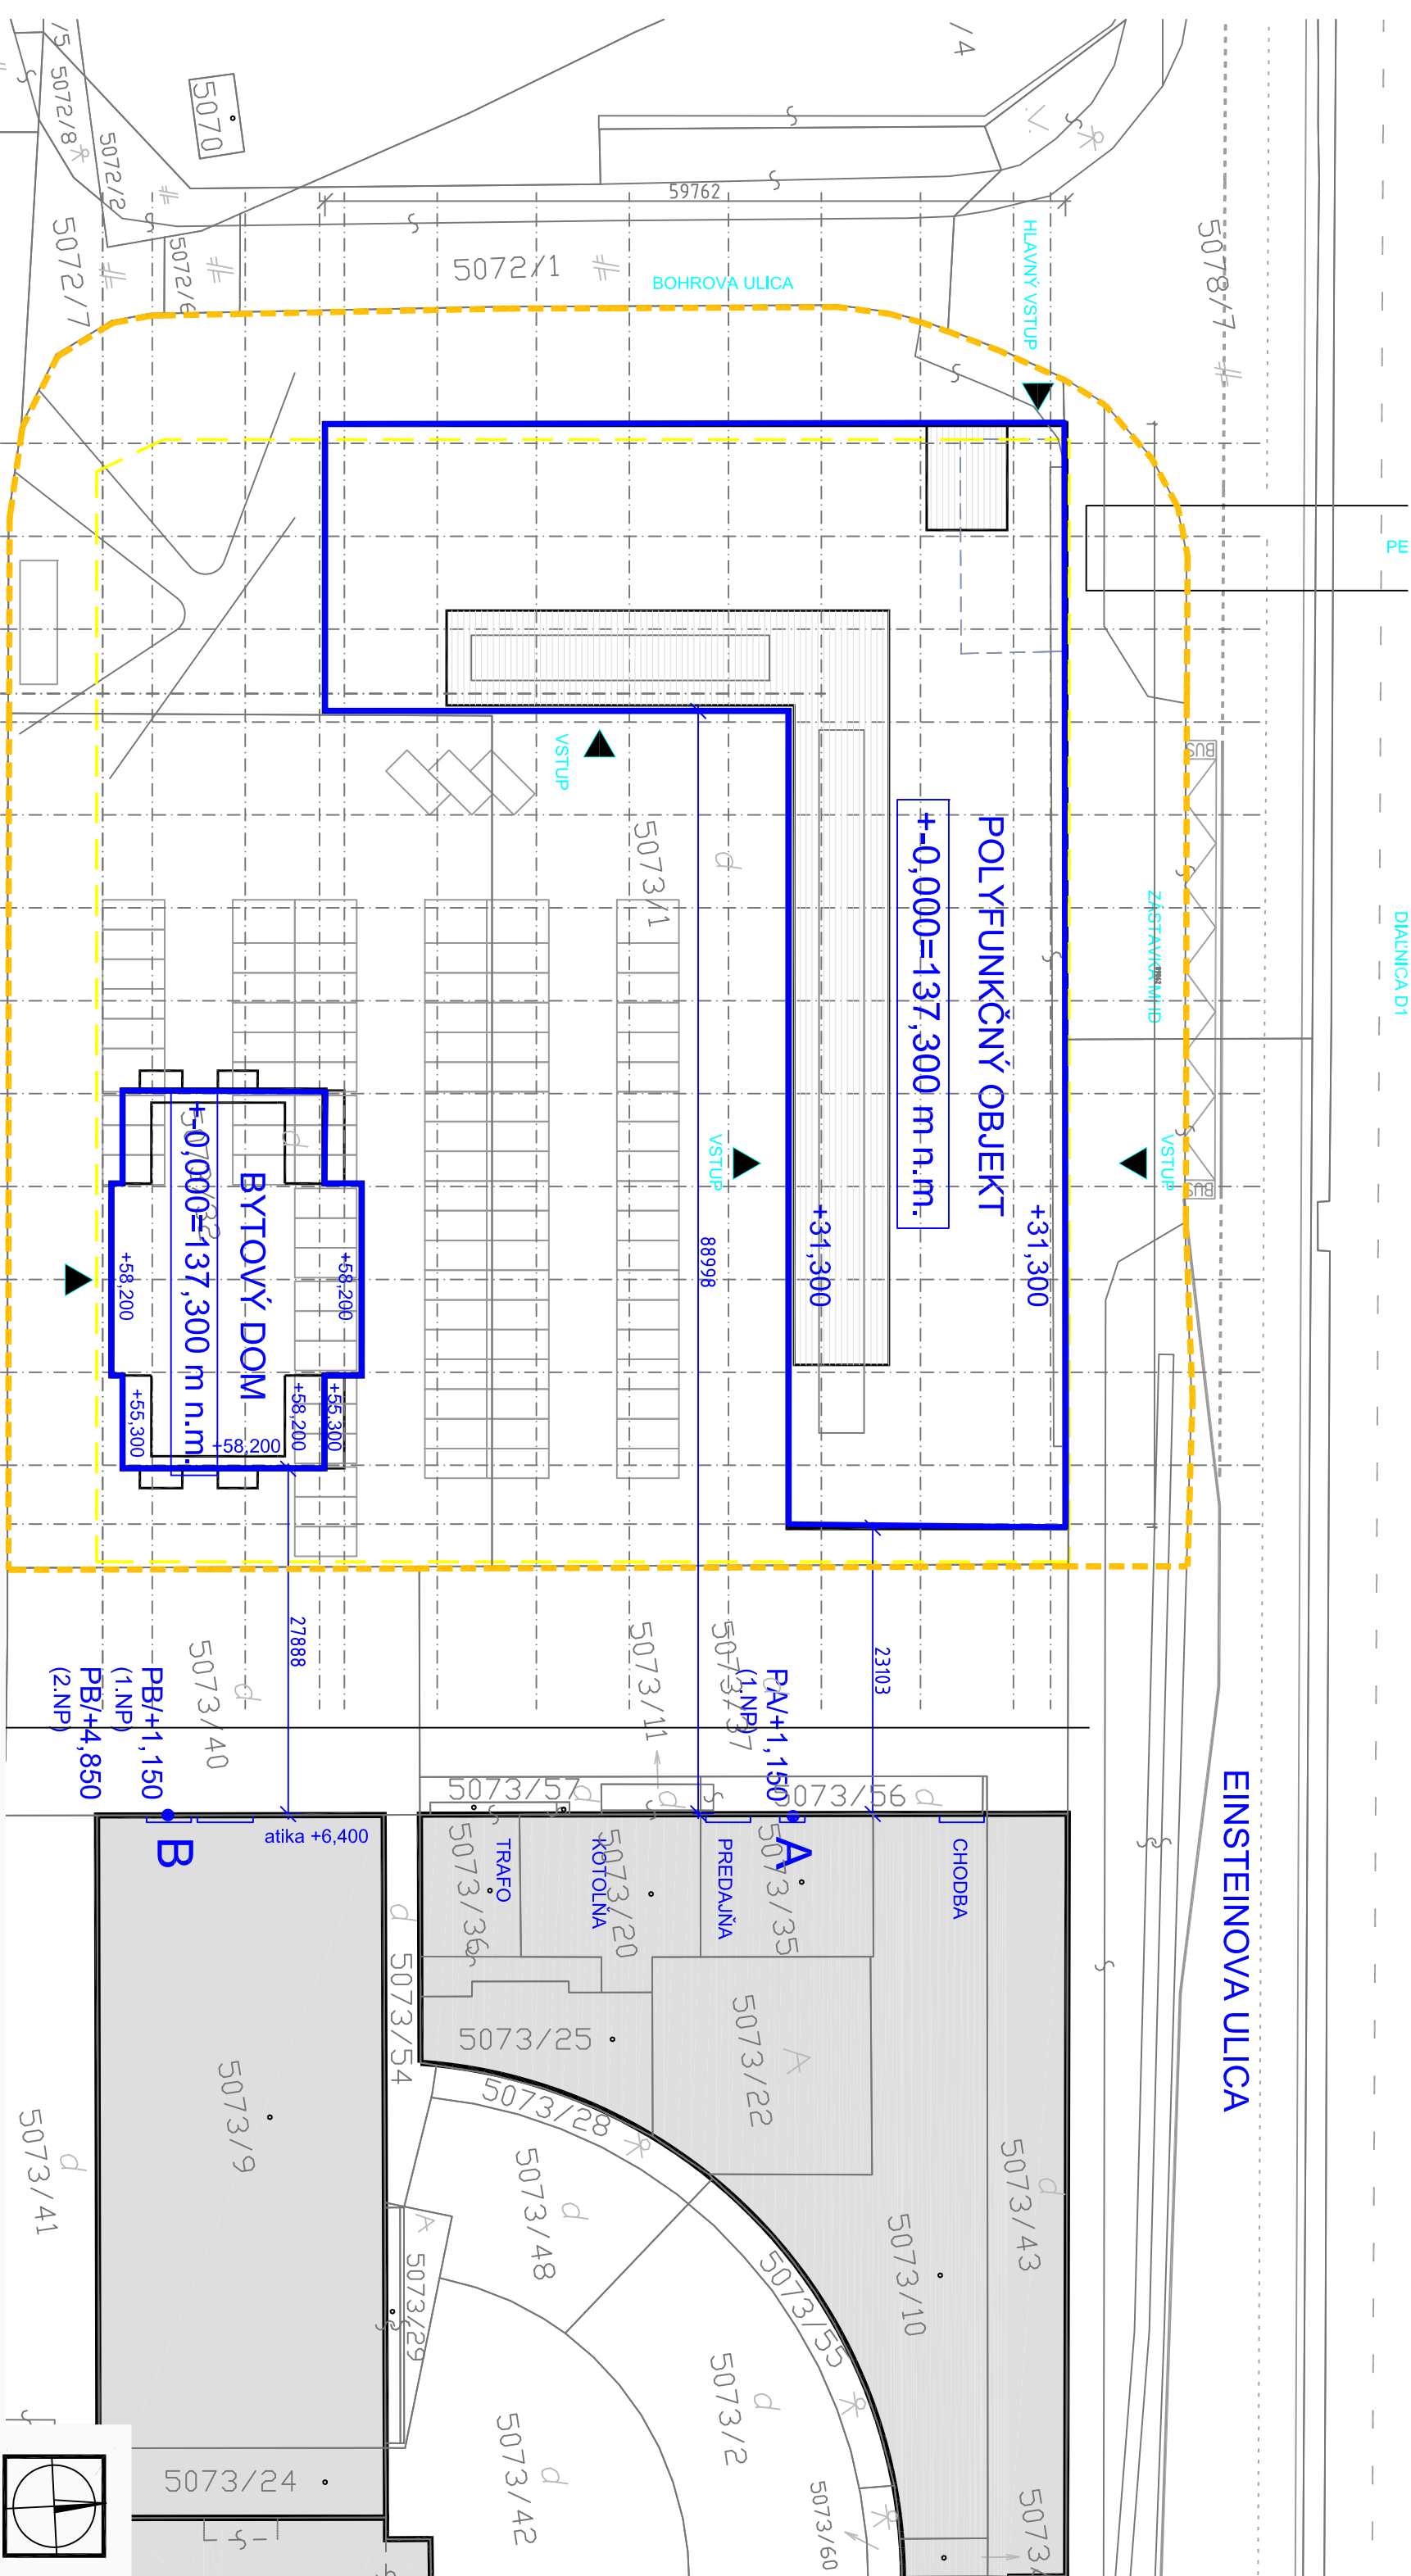 /5
5072/8
5072/2
5070
/4
V.
59762
5072/7
5072/6
5072/1
BOHROVA ULICA
HLAVNÝ VSTUP
5078/7
PE
VSTUP
BUS
5073/1
d
POLYFUNKČNÝ OBJEKT
+-0,000=137,300 m n.m.
ZÁSTAVKA MHD
DIAĽNICA D1
VSTUP
VSTUP
BUS
+31,300
+31,300
88998
d
BYTOVÝ DOM
+-0,000=137,300 m n.m.
+58,200
+58,200
+55,300
+58,200
+58,200
+55,300
27888
23103
5073/40
d
5073/11
5073/37
PA/+1,150
(1.NP)
PB/+1,150
(1.NP)
PB/+4,850
(2.NP)
5073/57
d
d
5073/56
d
EINSTEINOVA ULICA
B
atika +6,400
A
TRAFO
KOTOLŇA
PREDAJŇA
CHODBA
5073/36
5073/20
5073/35
d
5073/54
5073/25
5073/22
A
5073/9
5073/28
5073/41
d
5073/48
d
5073/43
d
5073/10
5073/55
A
5073/29
5073/2
d
5073/24
5073/42
d
5073/60